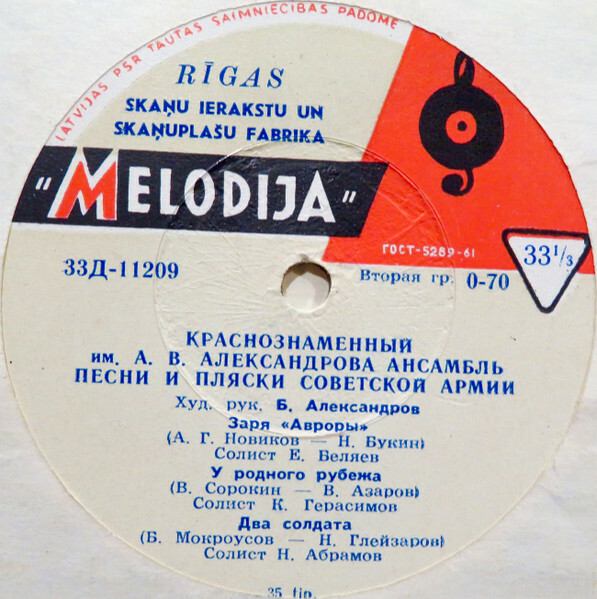 LATVIJAS PSR TAUTAS SAIMNIECĪBAS PADOME
RĪGAS
SKAŅU IERAKSTU UN
SKAŅUPLAŠU FABRIKA
"MELODIJA"
ГОСТ-5289-61
33Д-11209
Вторая гр. 0-70
33⅓
КРАСНОЗНАМЕННЫЙ
им. А. В. АЛЕКСАНДРОВА АНСАМБЛЬ
ПЕСНИ И ПЛЯСКИ СОВЕТСКОЙ АРМИИ
Худ. рук. Б. Александров
Заря «Авроры»
(А. Г. Новиков — Н. Букин)
Солист Е. Беляев
У родного рубежа
(В. Сорокин — В. Азаров)
Солист К. Герасимов
Два солдата
(Б. Мокроусов — Н. Глейзаров)
Солист Н. Абрамов